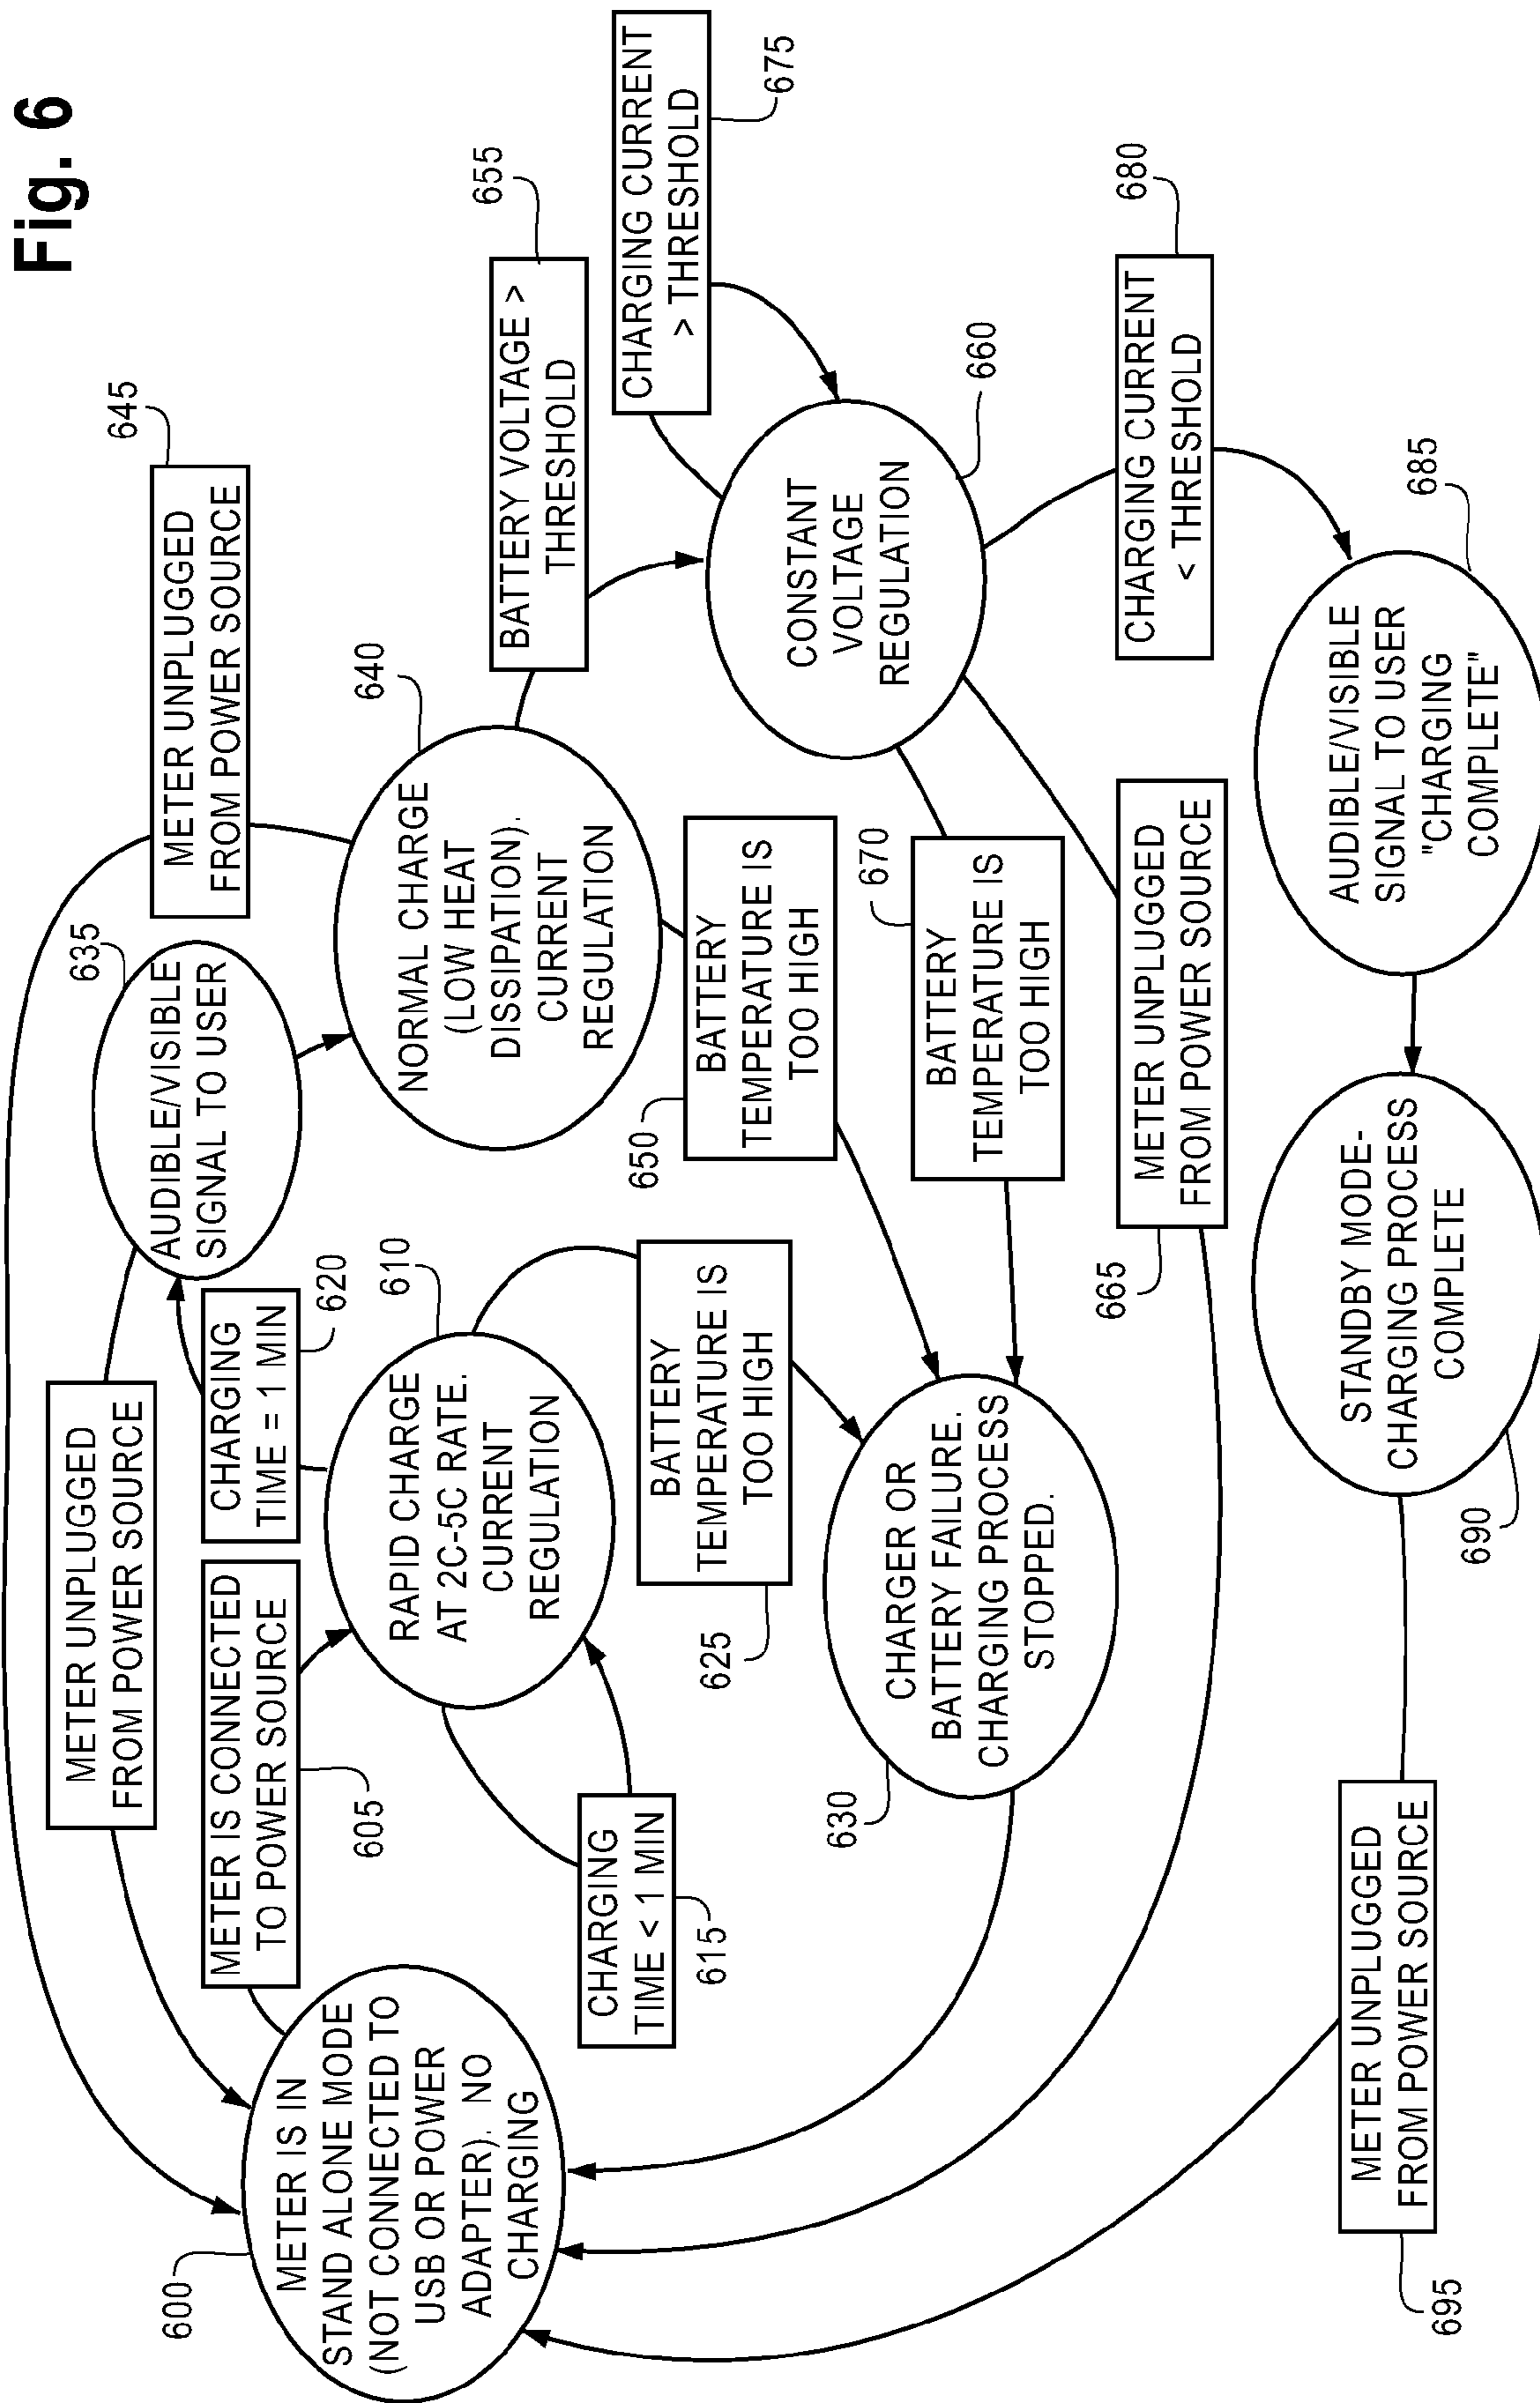 Fig. 6
METER IS IN
STAND ALONE MODE
(NOT CONNECTED TO
USB OR POWER
ADAPTER). NO
CHARGING
600
METER UNPLUGGED
FROM POWER SOURCE
METER IS CONNECTED
TO POWER SOURCE
605
CHARGING
TIME < 1 MIN
615
RAPID CHARGE
AT 2C-5C RATE.
CURRENT
REGULATION
610
CHARGING
TIME = 1 MIN
620
BATTERY
TEMPERATURE IS
TOO HIGH
625
CHARGER OR
BATTERY FAILURE.
CHARGING PROCESS
STOPPED.
630
AUDIBLE/VISIBLE
SIGNAL TO USER
635
NORMAL CHARGE
(LOW HEAT
DISSIPATION).
CURRENT
REGULATION
640
METER UNPLUGGED
FROM POWER SOURCE
645
BATTERY
TEMPERATURE IS
TOO HIGH
650
BATTERY VOLTAGE >
THRESHOLD
655
CONSTANT
VOLTAGE
REGULATION
660
METER UNPLUGGED
FROM POWER SOURCE
665
BATTERY
TEMPERATURE IS
TOO HIGH
670
CHARGING CURRENT
> THRESHOLD
675
CHARGING CURRENT
< THRESHOLD
680
AUDIBLE/VISIBLE
SIGNAL TO USER
"CHARGING
COMPLETE"
685
STANDBY MODE-
CHARGING PROCESS
COMPLETE
690
METER UNPLUGGED
FROM POWER SOURCE
695